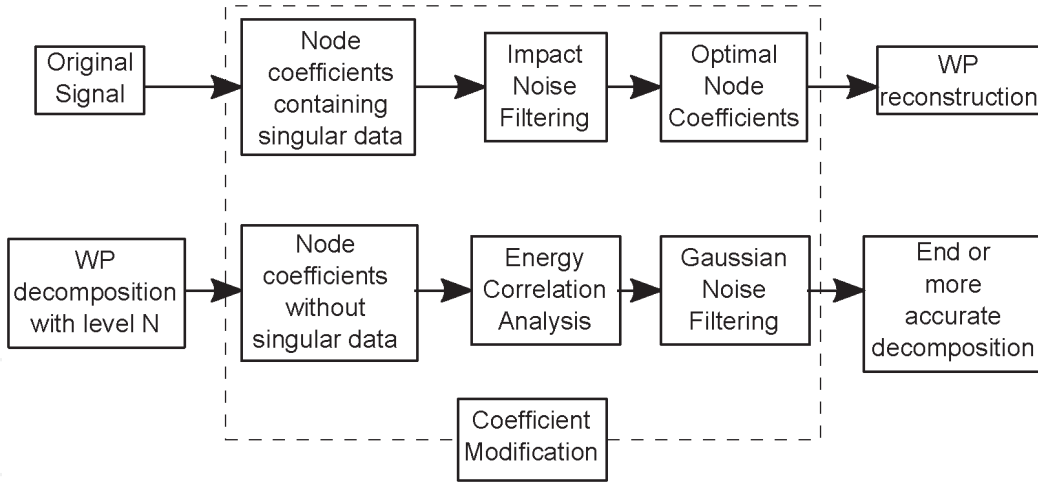 Original
Signal
Node
coefficients
containing
singular data
Impact
Noise
Filtering
Optimal
Node
Coefficients
WP
reconstruction
WP
decomposition
with level N
Node
coefficients
without
singular data
Energy
Correlation
Analysis
Gaussian
Noise
Filtering
End or
more
accurate
decomposition
Coefficient
Modification